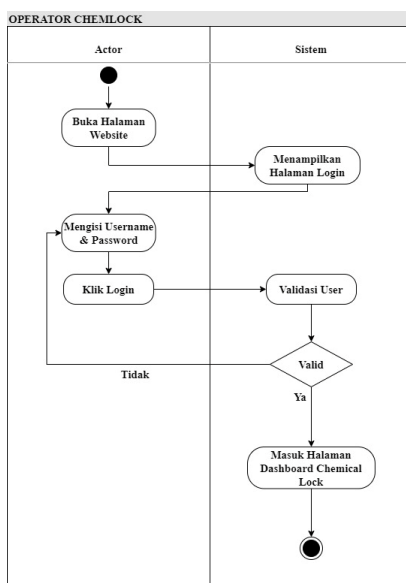 OPERATOR CHEMLOCK
Actor
Sistem
Buka Halaman
Website
Menampilkan
Halaman Login
Mengisi Username
& Password
Klik Login
Validasi User
Valid
Tidak
Ya
Masuk Halaman
Dashboard Chemical
Lock